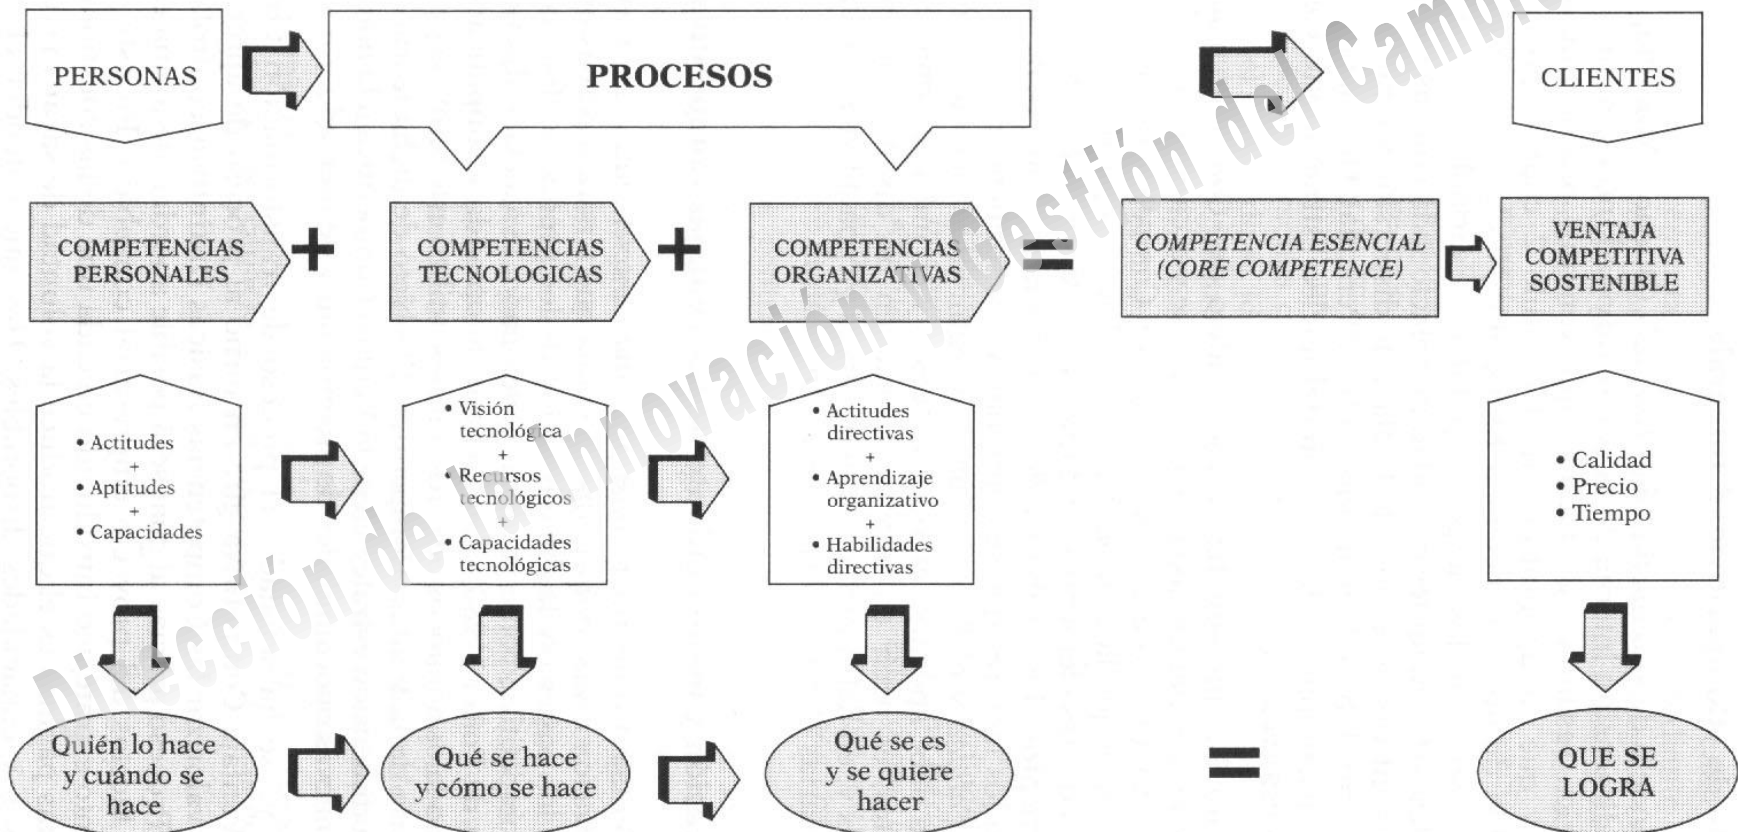 PERSONAS
PROCESOS
CLIENTES
COMPETENCIAS
PERSONALES
+
COMPETENCIAS
TECNOLOGICAS
+
COMPETENCIAS
ORGANIZATIVAS
=
COMPETENCIA ESENCIAL
(CORE COMPETENCE)
VENTAJA
COMPETITIVA
SOSTENIBLE
• Actitudes
+
• Aptitudes
+
• Capacidades
• Visión
tecnológica
+
• Recursos
tecnológicos
+
• Capacidades
tecnológicas
• Actitudes
directivas
+
• Aprendizaje
organizativo
+
• Habilidades
directivas
• Calidad
• Precio
• Tiempo
Quién lo hace
y cuándo se
hace
Qué se hace
y cómo se hace
Qué se es
y se quiere
hacer
=
QUE SE
LOGRA
Dirección de la Innovación y Gestión del Cambio